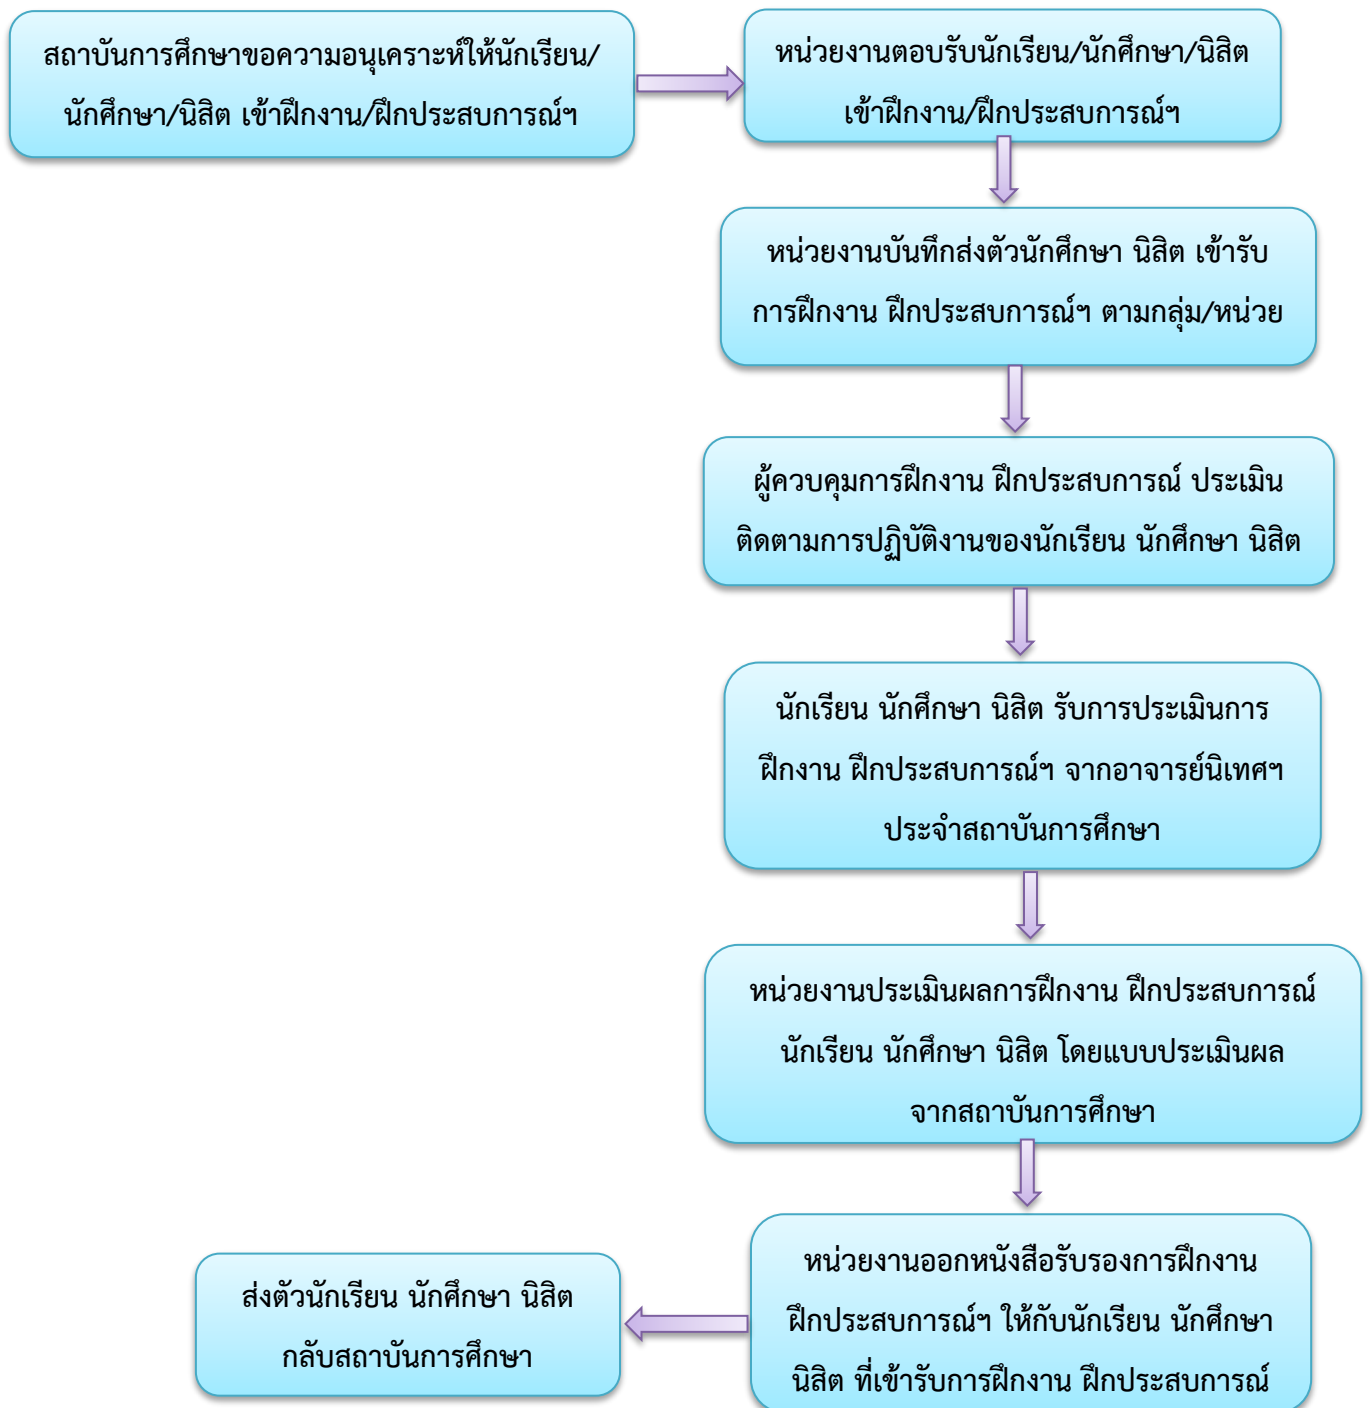 สถาบันการศึกษาขอความอนุเคราะห์ให้นักเรียน/
นักศึกษา/นิสิต เข้าฝึกงาน/ฝึกประสบการณ์ฯ
หน่วยงานตอบรับนักเรียน/นักศึกษา/นิสิต
เข้าฝึกงาน/ฝึกประสบการณ์ฯ
หน่วยงานบันทึกส่งตัวนักศึกษา นิสิต เข้ารับ
การฝึกงาน ฝึกประสบการณ์ฯ ตามกลุ่ม/หน่วย
ผู้ควบคุมการฝึกงาน ฝึกประสบการณ์ ประเมิน
ติดตามการปฏิบัติงานของนักเรียน นักศึกษา นิสิต
นักเรียน นักศึกษา นิสิต รับการประเมินการ
ฝึกงาน ฝึกประสบการณ์ฯ จากอาจารย์นิเทศฯ
ประจำสถาบันการศึกษา
หน่วยงานประเมินผลการฝึกงาน ฝึกประสบการณ์
นักเรียน นักศึกษา นิสิต โดยแบบประเมินผล
จากสถาบันการศึกษา
หน่วยงานออกหนังสือรับรองการฝึกงาน
ฝึกประสบการณ์ฯ ให้กับนักเรียน นักศึกษา
นิสิต ที่เข้ารับการฝึกงาน ฝึกประสบการณ์
ส่งตัวนักเรียน นักศึกษา นิสิต
กลับสถาบันการศึกษา